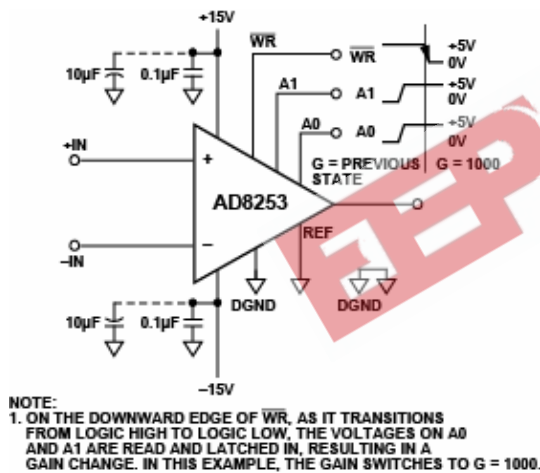 +15V
WR
10µF
0.1µF
WR
+5V
0V
A1
A1
+5V
0V
A0
A0
+5V
0V
+IN
+
G = PREVIOUS STATE
G = 1000
AD8253
REF
–IN
–
DGND
DGND
10µF
0.1µF
–15V
NOTE:
1. ON THE DOWNWARD EDGE OF WR, AS IT TRANSITIONS
FROM LOGIC HIGH TO LOGIC LOW, THE VOLTAGES ON A0
AND A1 ARE READ AND LATCHED IN, RESULTING IN A
GAIN CHANGE. IN THIS EXAMPLE, THE GAIN SWITCHES TO G = 1000.
EEP